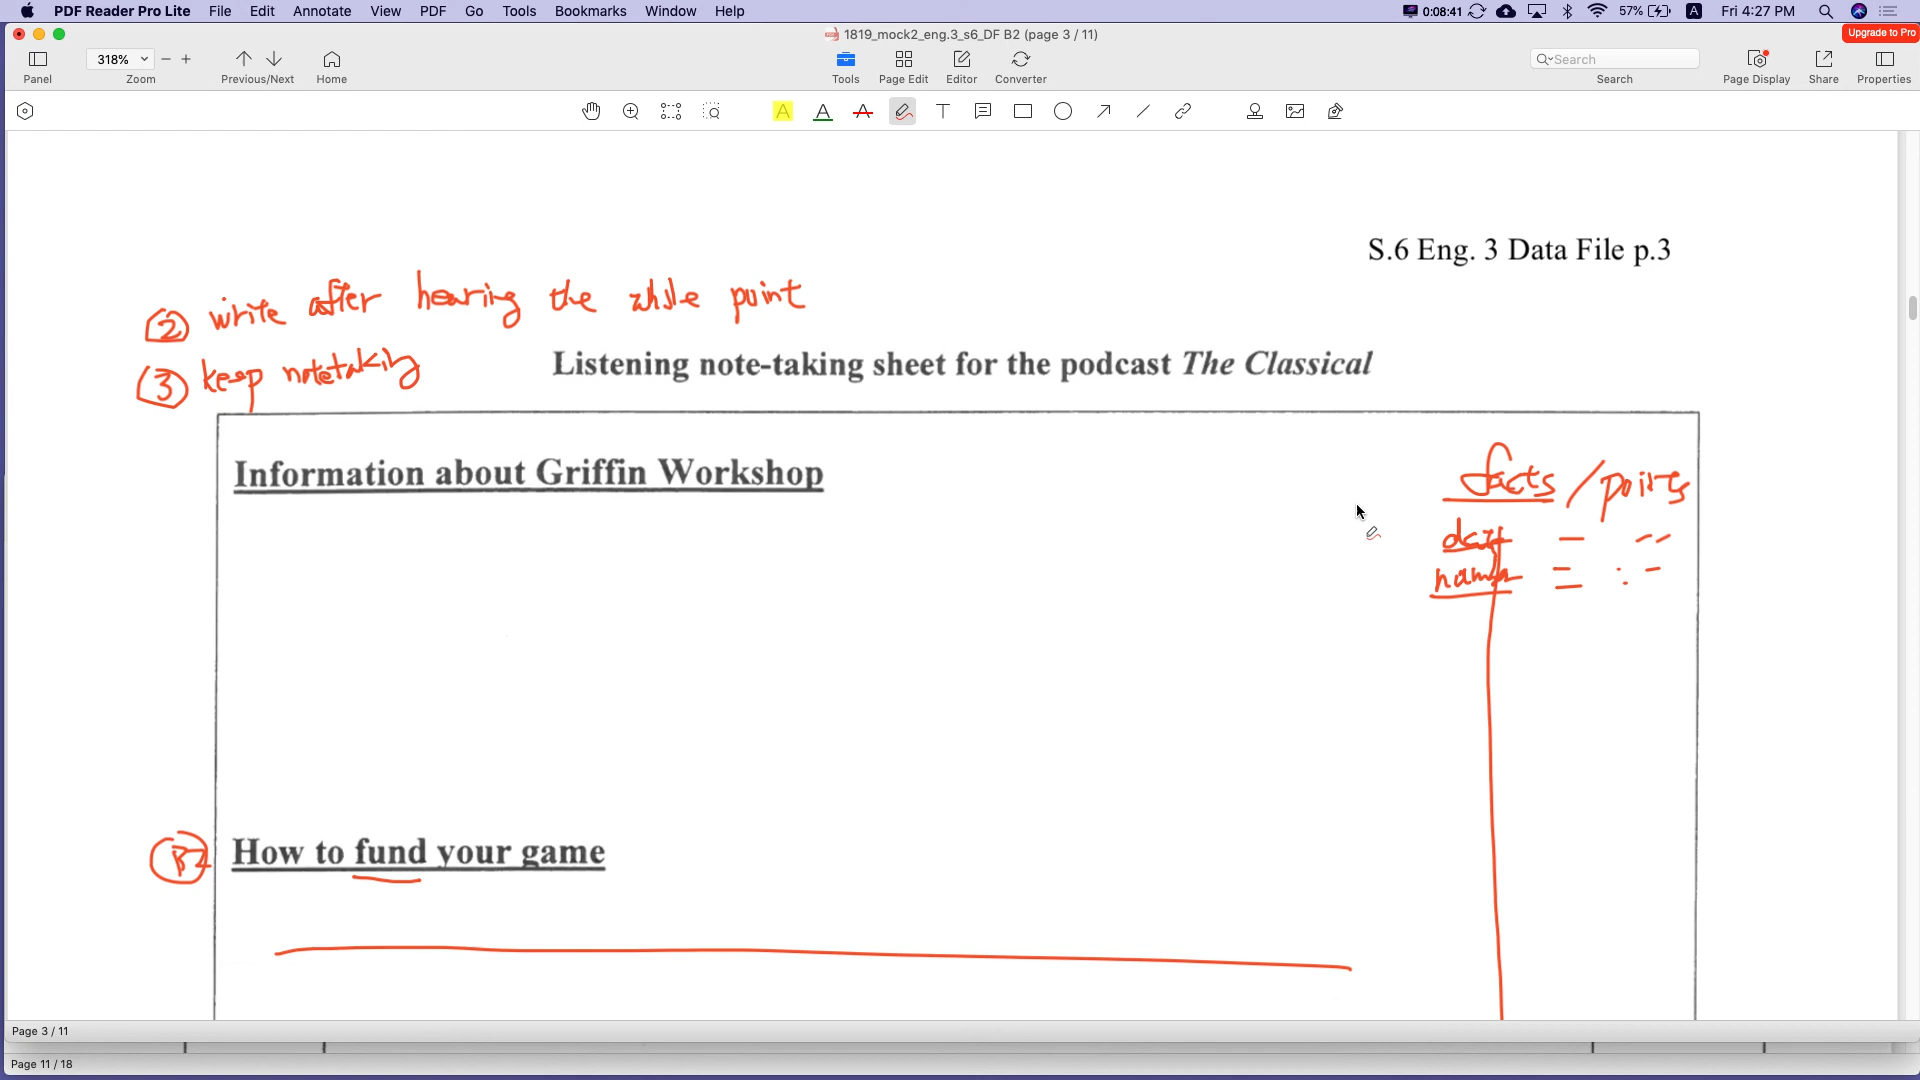 PDF Reader Pro Lite File Edit Annotate View PDF Go Tools Bookmarks Window Help 0:08:41 57% A Fri 4:27 PM
1819_mock2_eng.3_s6_DF B2 (page 3 / 11)
Upgrade to Pro
318%
Search
Panel Zoom Previous/Next Home Tools Page Edit Editor Converter Search Page Display Share Properties
A A A T
S.6 Eng. 3 Data File p.3
② write after hearing the whole point
③ keep notetaking
Listening note-taking sheet for the podcast The Classical
Information about Griffin Workshop
facts / points
name
B2
How to fund your game
Page 3 / 11
Page 11 / 18